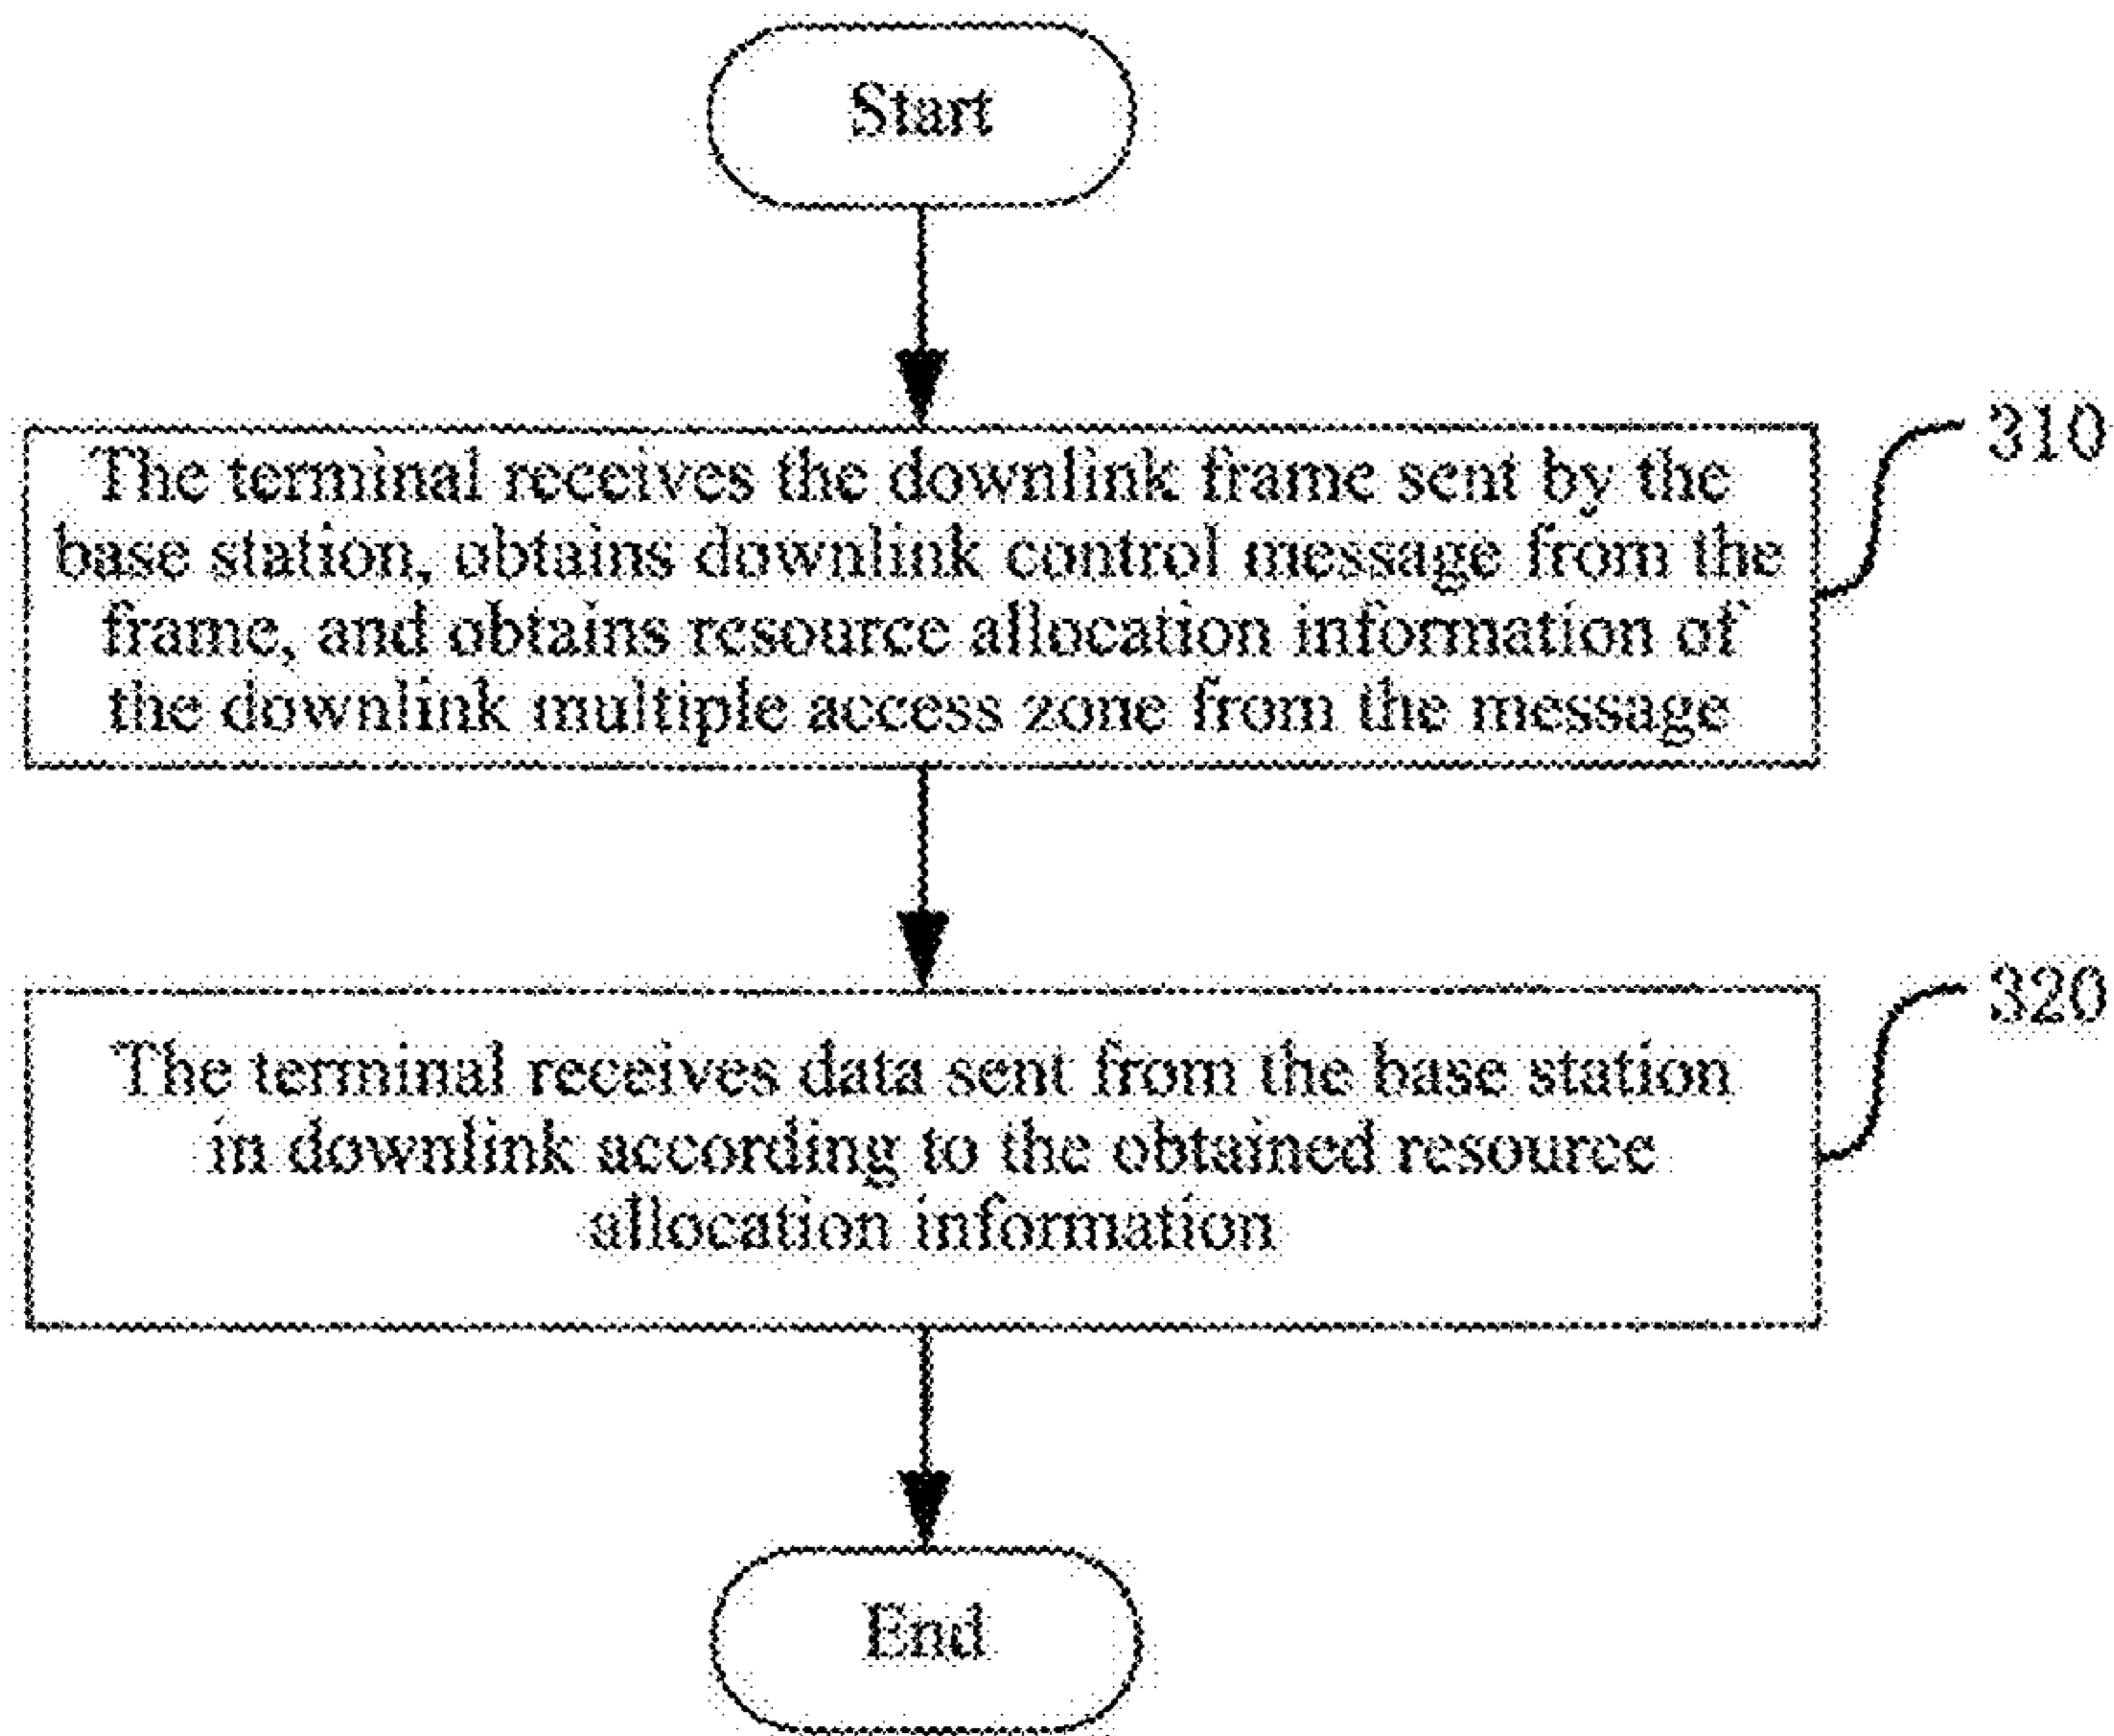 Start
310
The terminal receives the downlink frame sent by the
base station, obtains downlink control message from the
frame, and obtains resource allocation information of
the downlink multiple access zone from the message
320
The terminal receives data sent from the base station
in downlink according to the obtained resource
allocation information
End